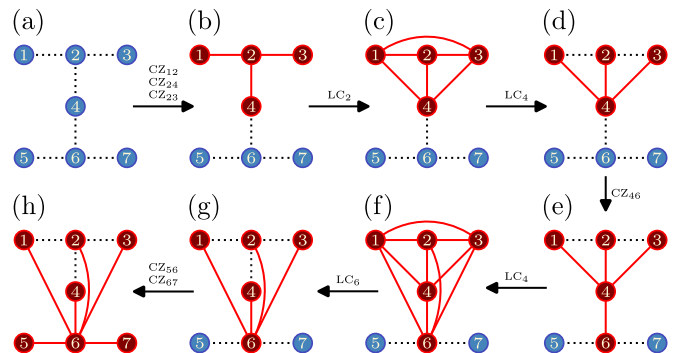 (a) (b) (c) (d)
1 2 3 1 2 3 1 2 3 1 2 3
CZ₁₂
CZ₂₄
CZ₂₃
LC₂ LC₄
4 4 4 4
5 6 7 5 6 7 5 6 7 5 6 7
CZ₄₆
(h) (g) (f) (e)
1 2 3 1 2 3 1 2 3 1 2 3
CZ₅₆
CZ₆₇
LC₆ LC₄
4 4 4 4
5 6 7 5 6 7 5 6 7 5 6 7